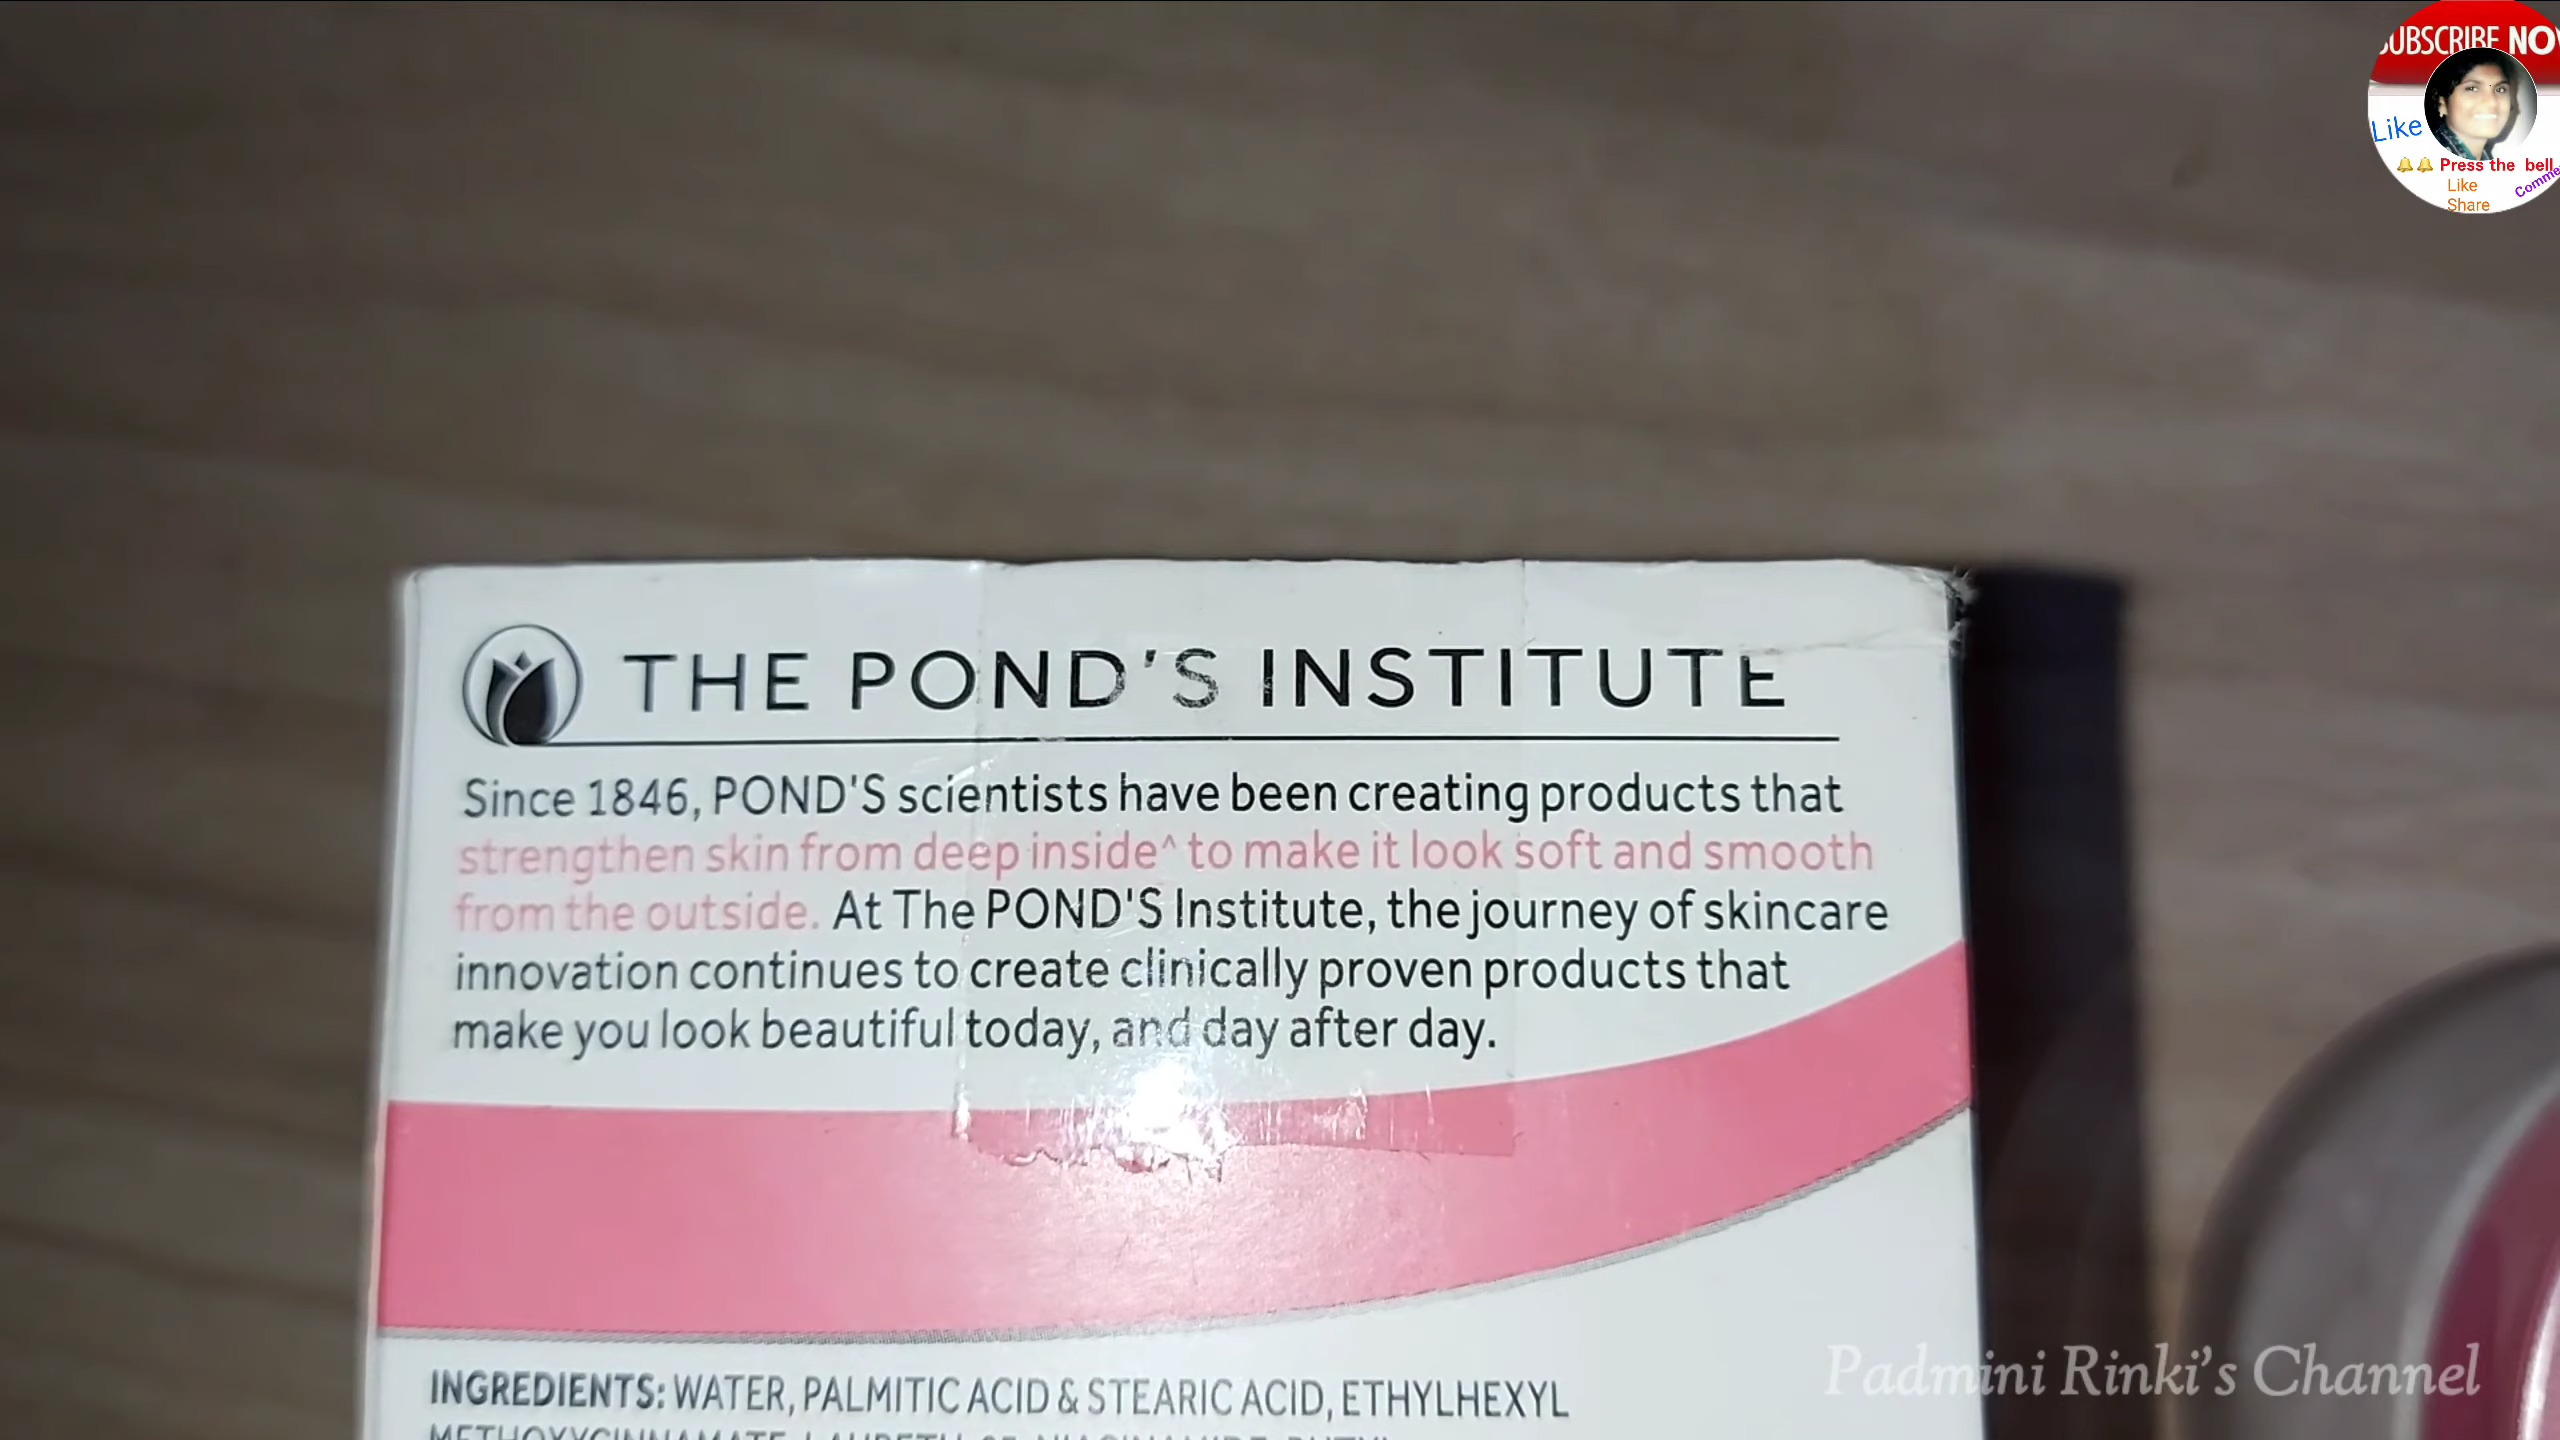 SUBSCRIBE NO
Like
Press the bell
Like
Share
Comme
THE POND'S INSTITUTE
Since 1846, POND'S scientists have been creating products that
strengthen skin from deep inside^ to make it look soft and smooth
from the outside. At The POND'S Institute, the journey of skincare
innovation continues to create clinically proven products that
make you look beautiful today, and day after day.
INGREDIENTS: WATER, PALMITIC ACID & STEARIC ACID, ETHYLHEXYL
Padmini Rinki's Channel